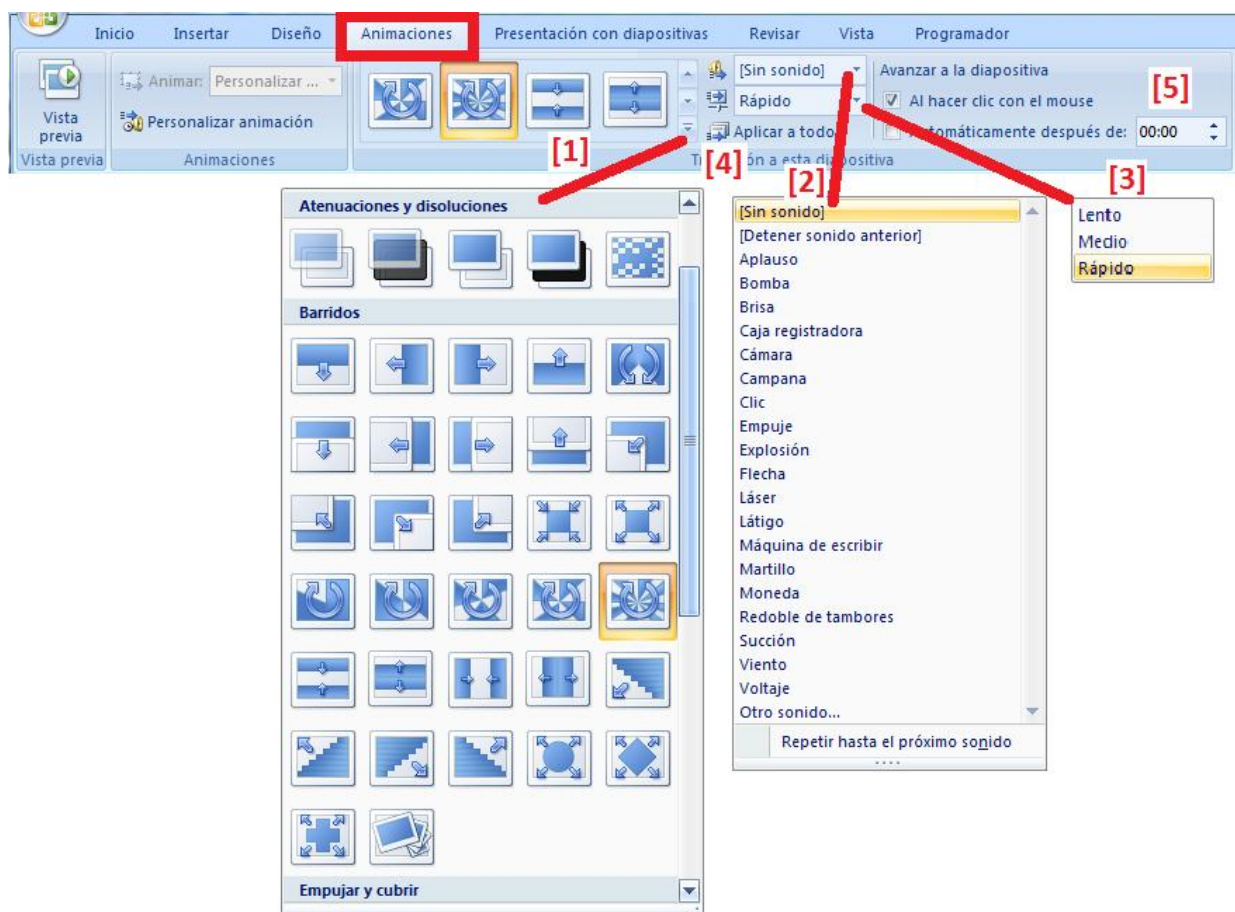 Inicio Insertar Diseño Animaciones Presentación con diapositivas Revisar Vista Programador
Animar: Personalizar ...
Personalizar animación
Vista
previa
Vista previa
Animaciones
[Sin sonido]
Rápido
Aplicar a todo
Avanzar a la diapositiva
Al hacer clic con el mouse
Automáticamente después de: 00:00
a esta diapositiva
[1]
[4]
[2]
[3]
[5]
Atenuaciones y disoluciones
Barridos
Empujar y cubrir
[Sin sonido]
[Detener sonido anterior]
Aplauso
Bomba
Brisa
Caja registradora
Cámara
Campana
Clic
Empuje
Explosión
Flecha
Láser
Látigo
Máquina de escribir
Martillo
Moneda
Redoble de tambores
Succión
Viento
Voltaje
Otro sonido...
Repetir hasta el próximo sonido
Lento
Medio
Rápido